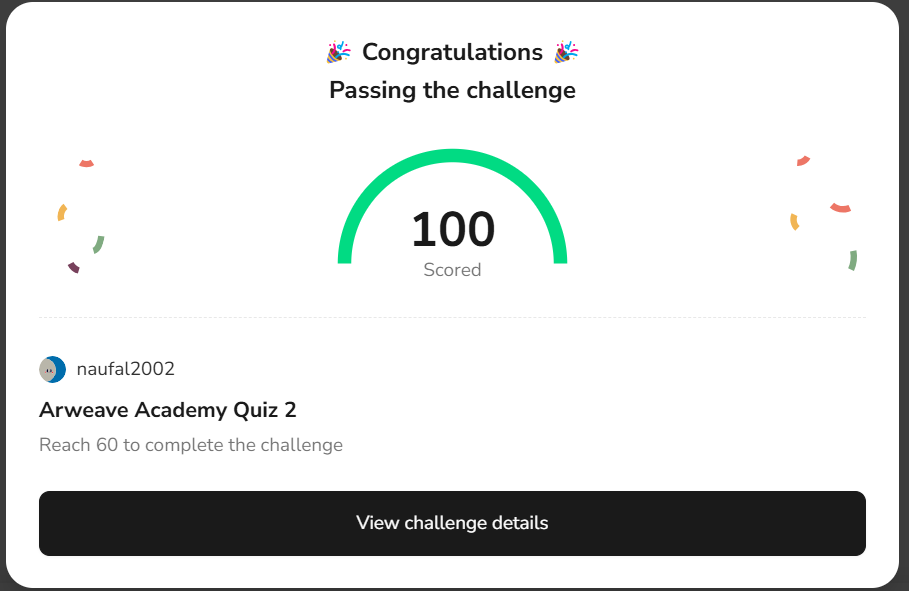 🎉 Congratulations 🎉
Passing the challenge
100
Scored
naufal2002
Arweave Academy Quiz 2
Reach 60 to complete the challenge
View challenge details